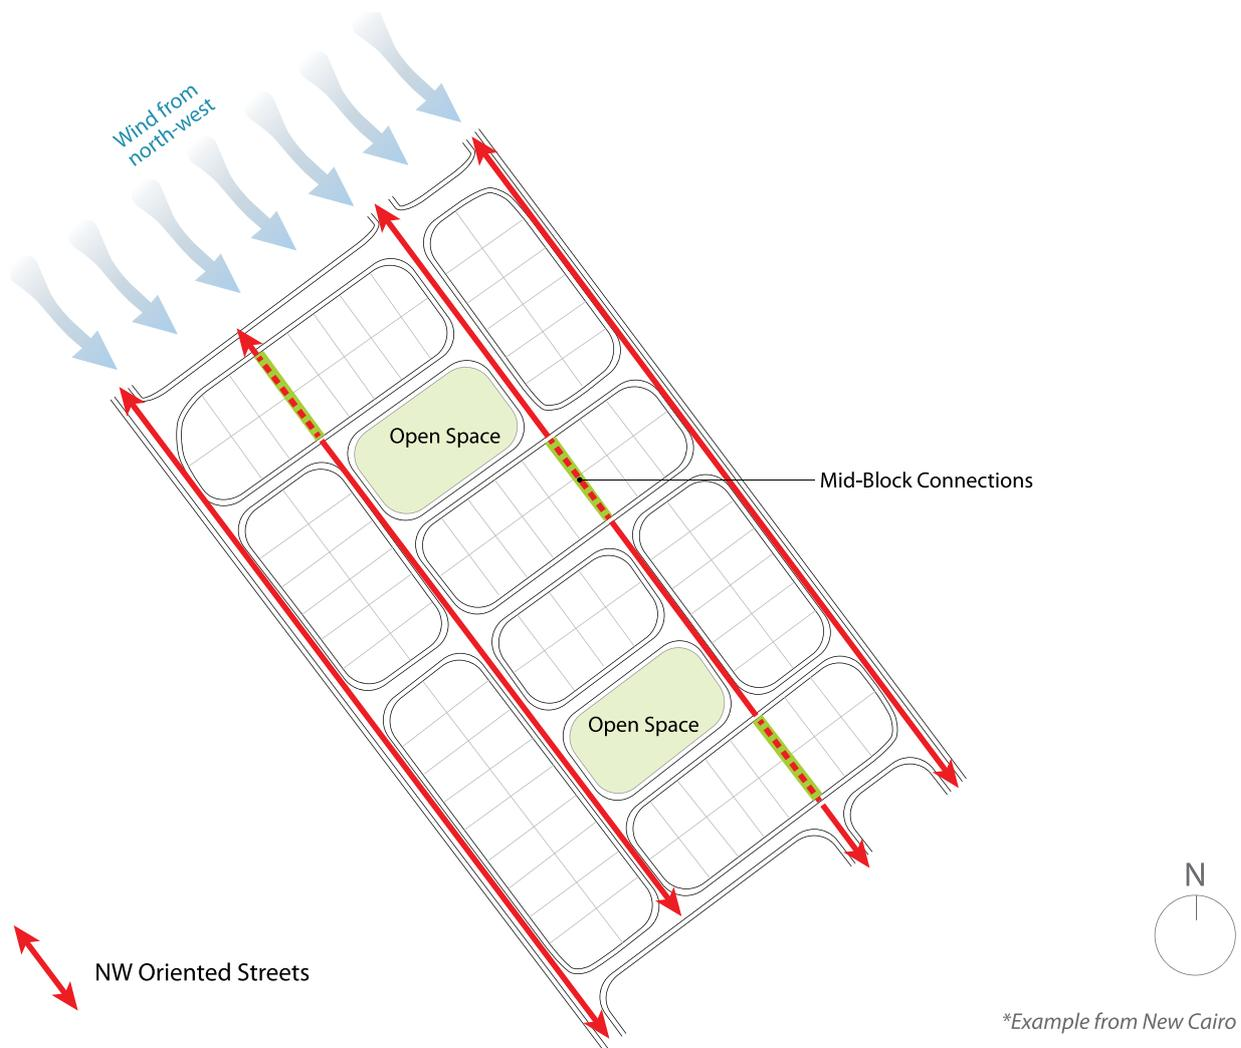 Wind from
north-west
Open Space
Mid-Block Connections
Open Space
N
NW Oriented Streets
*Example from New Cairo